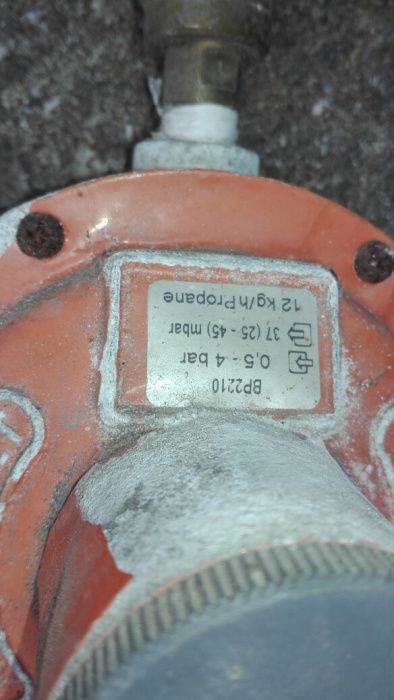 BP2210
0,5 - 4 bar
37 (25 - 45) mbar
12 kg/h Propane